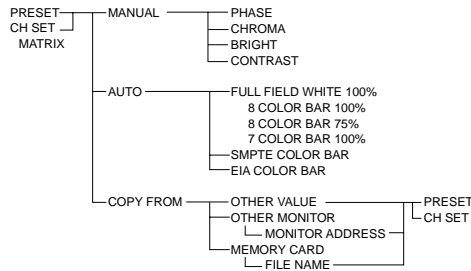 PRESET MANUAL PHASE
CH SET CHROMA
MATRIX BRIGHT
CONTRAST
AUTO FULL FIELD WHITE 100%
8 COLOR BAR 100%
8 COLOR BAR 75%
7 COLOR BAR 100%
SMPTE COLOR BAR
EIA COLOR BAR
COPY FROM OTHER VALUE PRESET
OTHER MONITOR CH SET
MONITOR ADDRESS
MEMORY CARD
FILE NAME